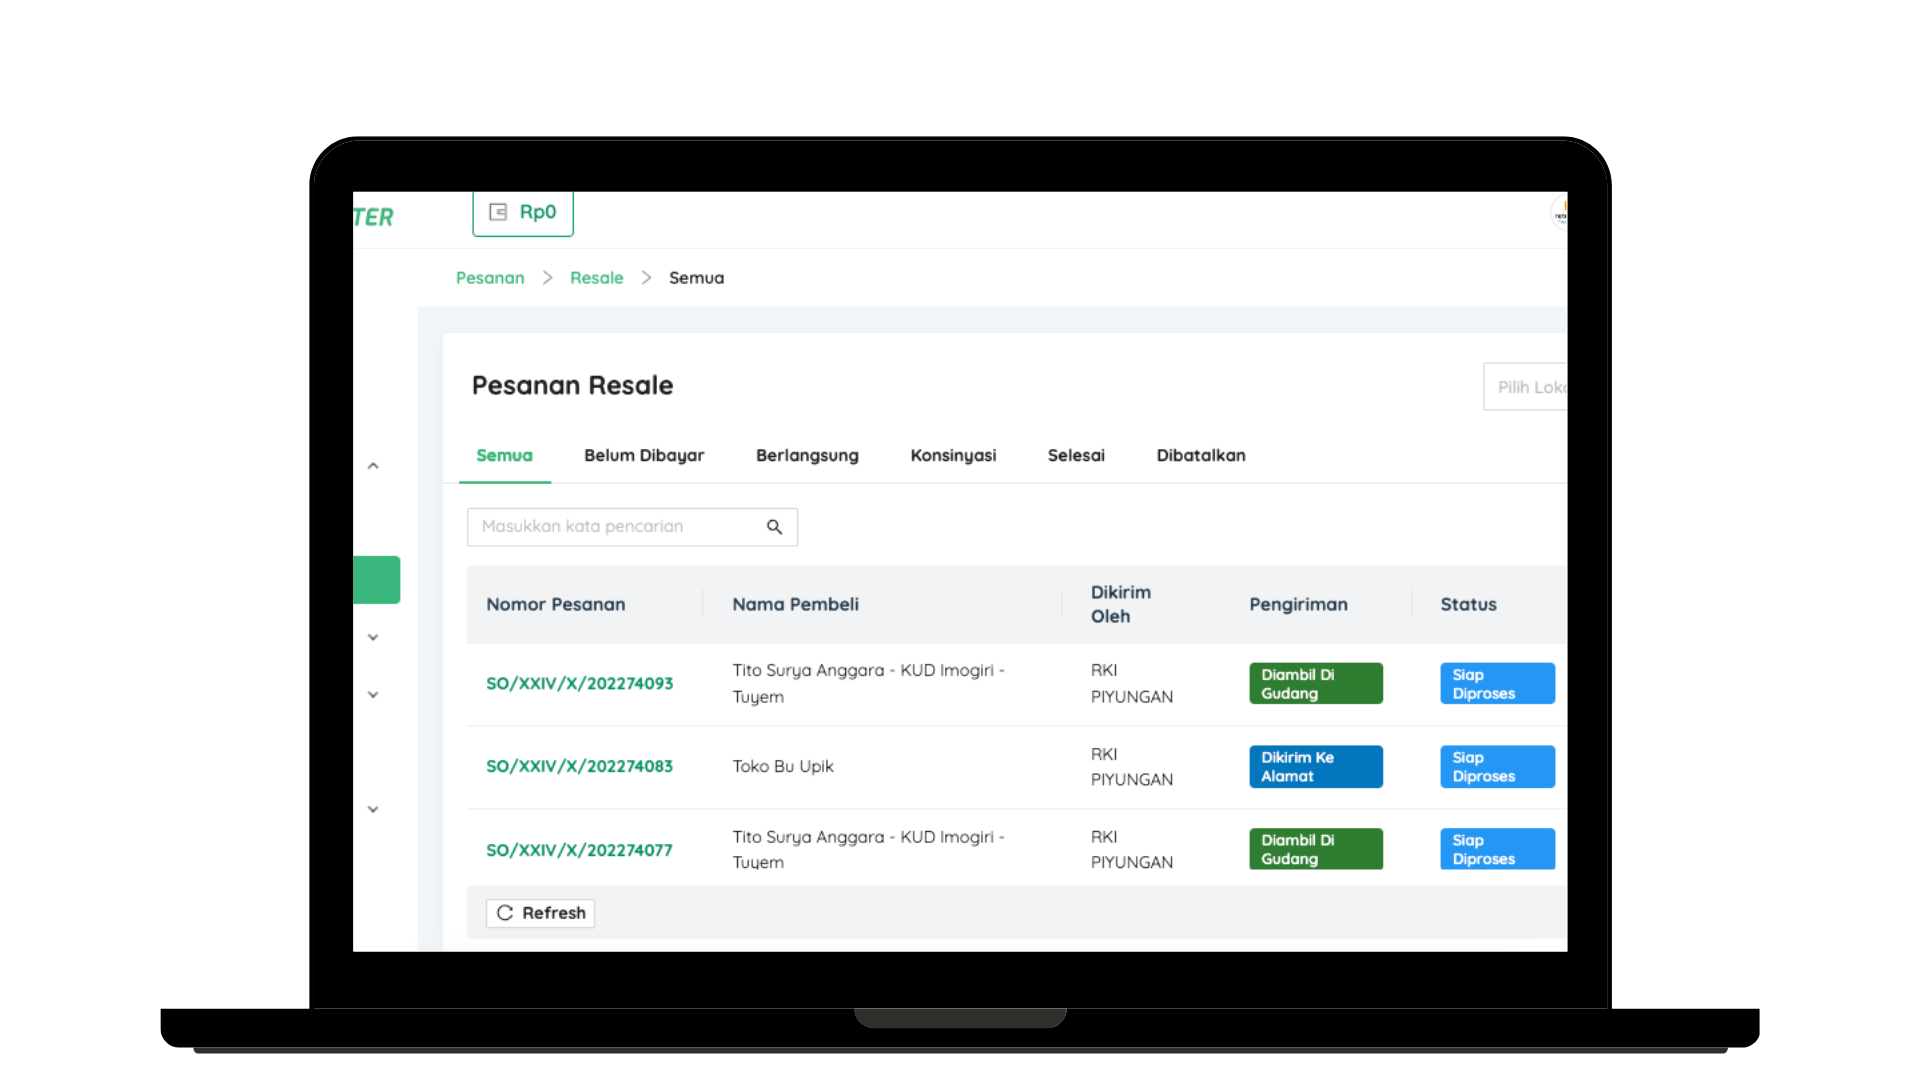 TER
Rp0
Pesanan > Resale > Semua
Pesanan Resale
Pilih Lok
Semua Belum Dibayar Berlangsung Konsinyasi Selesai Dibatalkan
Masukkan kata pencarian
Nomor Pesanan Nama Pembeli Dikirim Oleh Pengiriman Status
SO/XXIV/X/202274093 Tito Surya Anggara - KUD Imogiri - Tuyem RKI PIYUNGAN Diambil Di Gudang Siap Diproses
SO/XXIV/X/202274083 Toko Bu Upik RKI PIYUNGAN Dikirim Ke Alamat Siap Diproses
SO/XXIV/X/202274077 Tito Surya Anggara - KUD Imogiri - Tuyem RKI PIYUNGAN Diambil Di Gudang Siap Diproses
Refresh